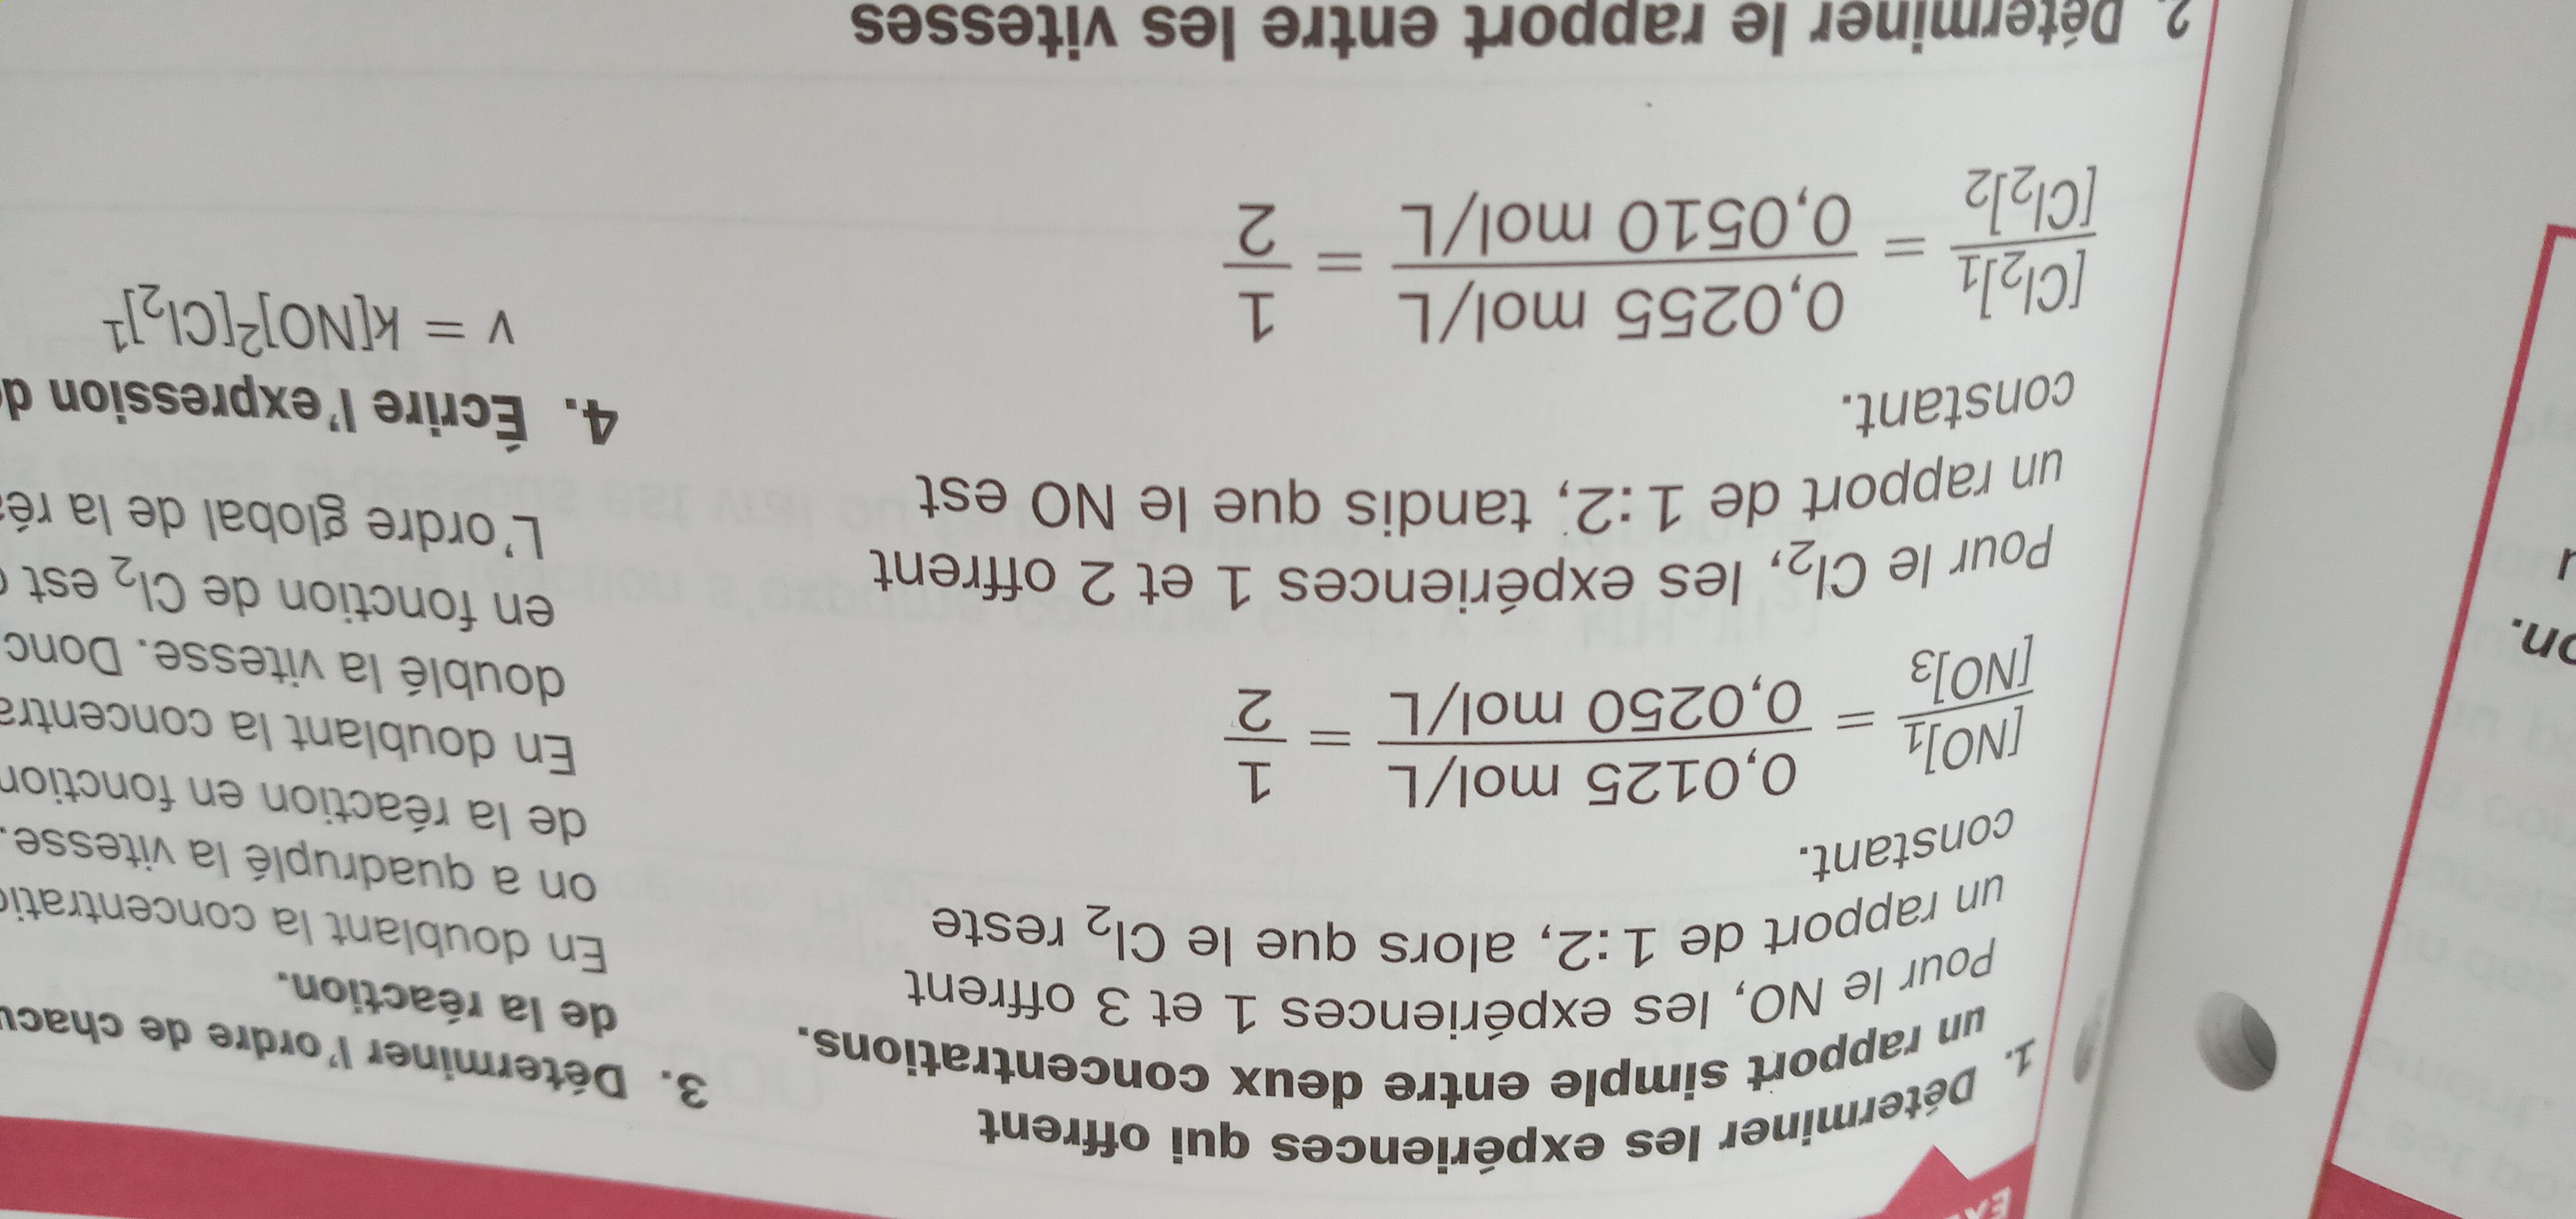 1. Déterminer les expériences qui offrent
un rapport simple entre deux concentrations.
Pour le NO, les expériences 1 et 3 offrent
un rapport de 1:2, alors que le Cl₂ reste
constant.
[NO]₁/[NO]₃ = 0,0125 mol/L / 0,0250 mol/L = 1/2
Pour le Cl₂, les expériences 1 et 2 offrent
un rapport de 1:2, tandis que le NO est
constant.
[Cl₂]₁/[Cl₂]₂ = 0,0255 mol/L / 0,0510 mol/L = 1/2
2. Déterminer le rapport entre les vitesses
3. Déterminer l'ordre de
de la réaction.
En doublant la
on a quadruplé la vitesse.
de la réaction en
En doublant la
doublé la vitesse. Donc
en fonction de Cl₂ est
L'ordre global de la
4. Écrire l'expression
v = k[NO]²[Cl₂]¹
on.